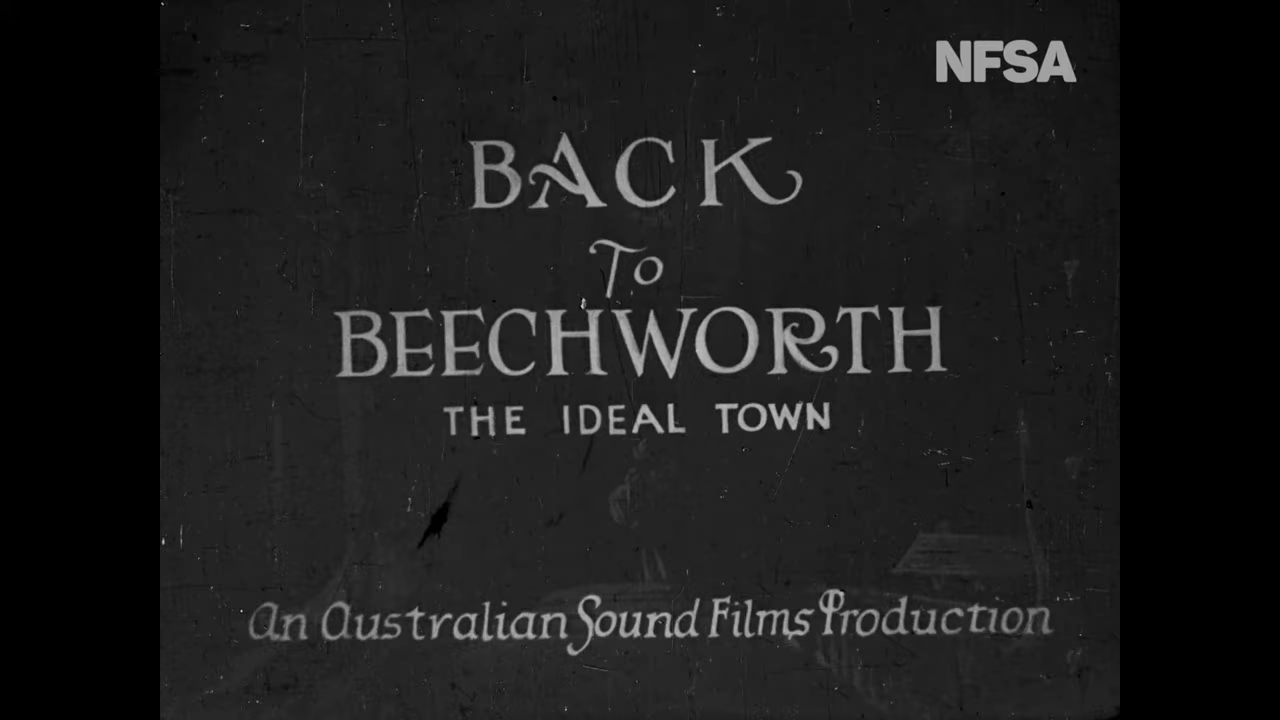 NFSA
BACK
To
BEECHWORTH
THE IDEAL TOWN
An Australian Sound Films Production